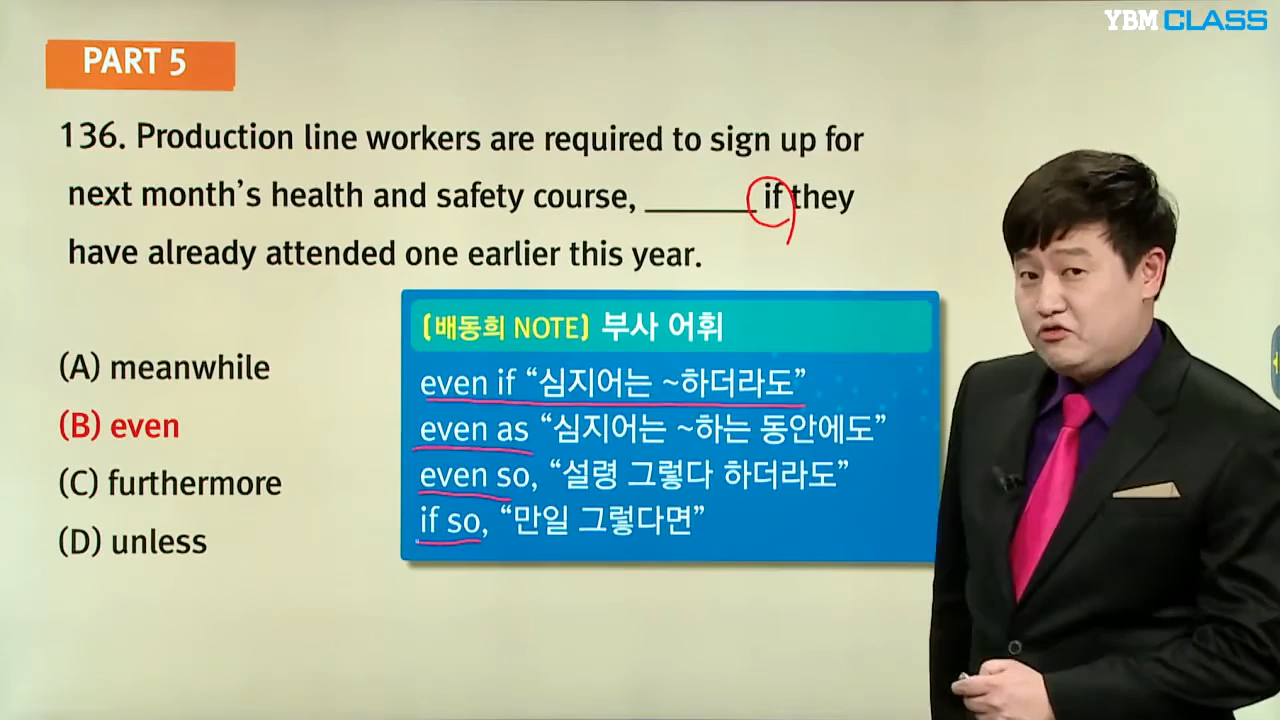 YBM CLASS
PART 5
136. Production line workers are required to sign up for
next month's health and safety course, ________ if they
have already attended one earlier this year.
(A) meanwhile
(B) even
(C) furthermore
(D) unless
[배동희 NOTE] 부사 어휘
even if “심지어는 ~하더라도”
even as “심지어는 ~하는 동안에도”
even so, “설령 그렇다 하더라도”
if so, “만일 그렇다면”